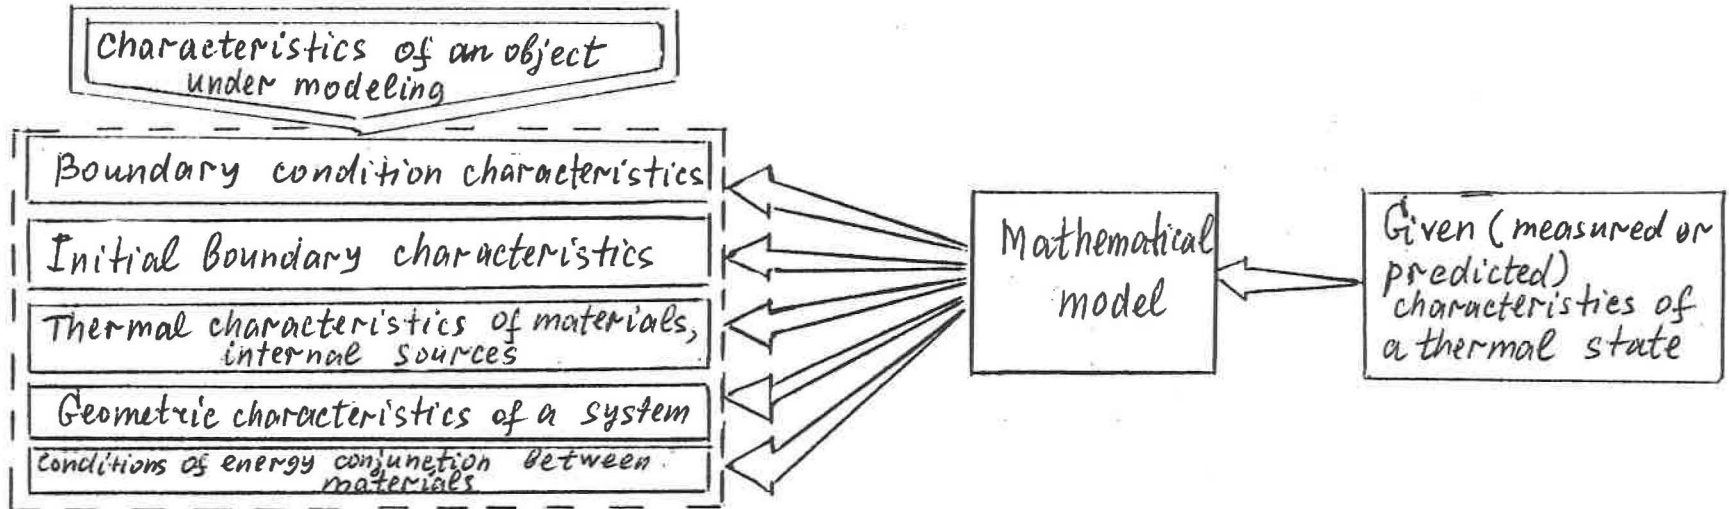 Characteristics of an object
under modeling
Boundary condition characteristics
Initial boundary characteristics
Thermal characteristics of materials,
internal sources
Geometric characteristics of a system
Conditions of energy conjunction between
materials
Mathematical
model
Given (measured or
predicted)
characteristics of
a thermal state